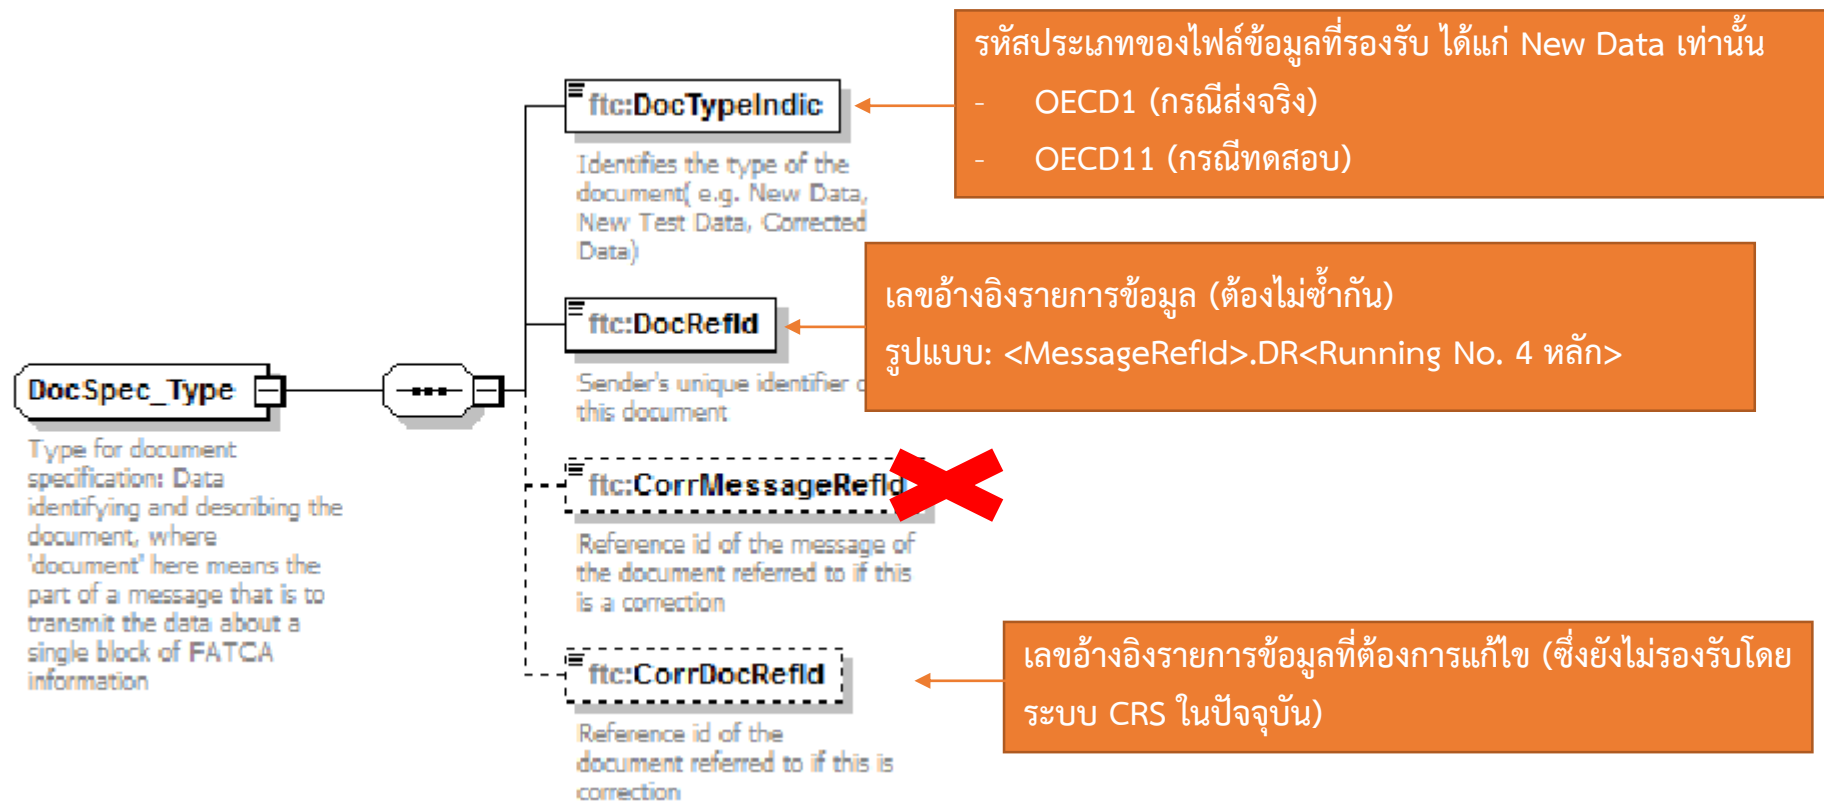 รหัสประเภทของไฟล์ข้อมูลที่รองรับ ได้แก่ New Data เท่านั้น
- OECD1 (กรณีส่งจริง)
- OECD11 (กรณีทดสอบ)
ftc:DocTypeIndic
Identifies the type of the
document( e.g. New Data,
New Test Data, Corrected
Data)
เลขอ้างอิงรายการข้อมูล (ต้องไม่ซ้ำกัน)
รูปแบบ: <MessageRefId>.DR<Running No. 4 หลัก>
ftc:DocRefId
Sender's unique identifier
this document
DocSpec_Type
Type for document
specification: Data
identifying and describing the
document, where
'document' here means the
part of a message that is to
transmit the data about a
single block of FATCA
information
ftc:CorrMessageRefId
Reference id of the message of
the document referred to if this
is a correction
เลขอ้างอิงรายการข้อมูลที่ต้องการแก้ไข (ซึ่งยังไม่รองรับโดย
ระบบ CRS ในปัจจุบัน)
ftc:CorrDocRefId
Reference id of the
document referred to if this is
correction